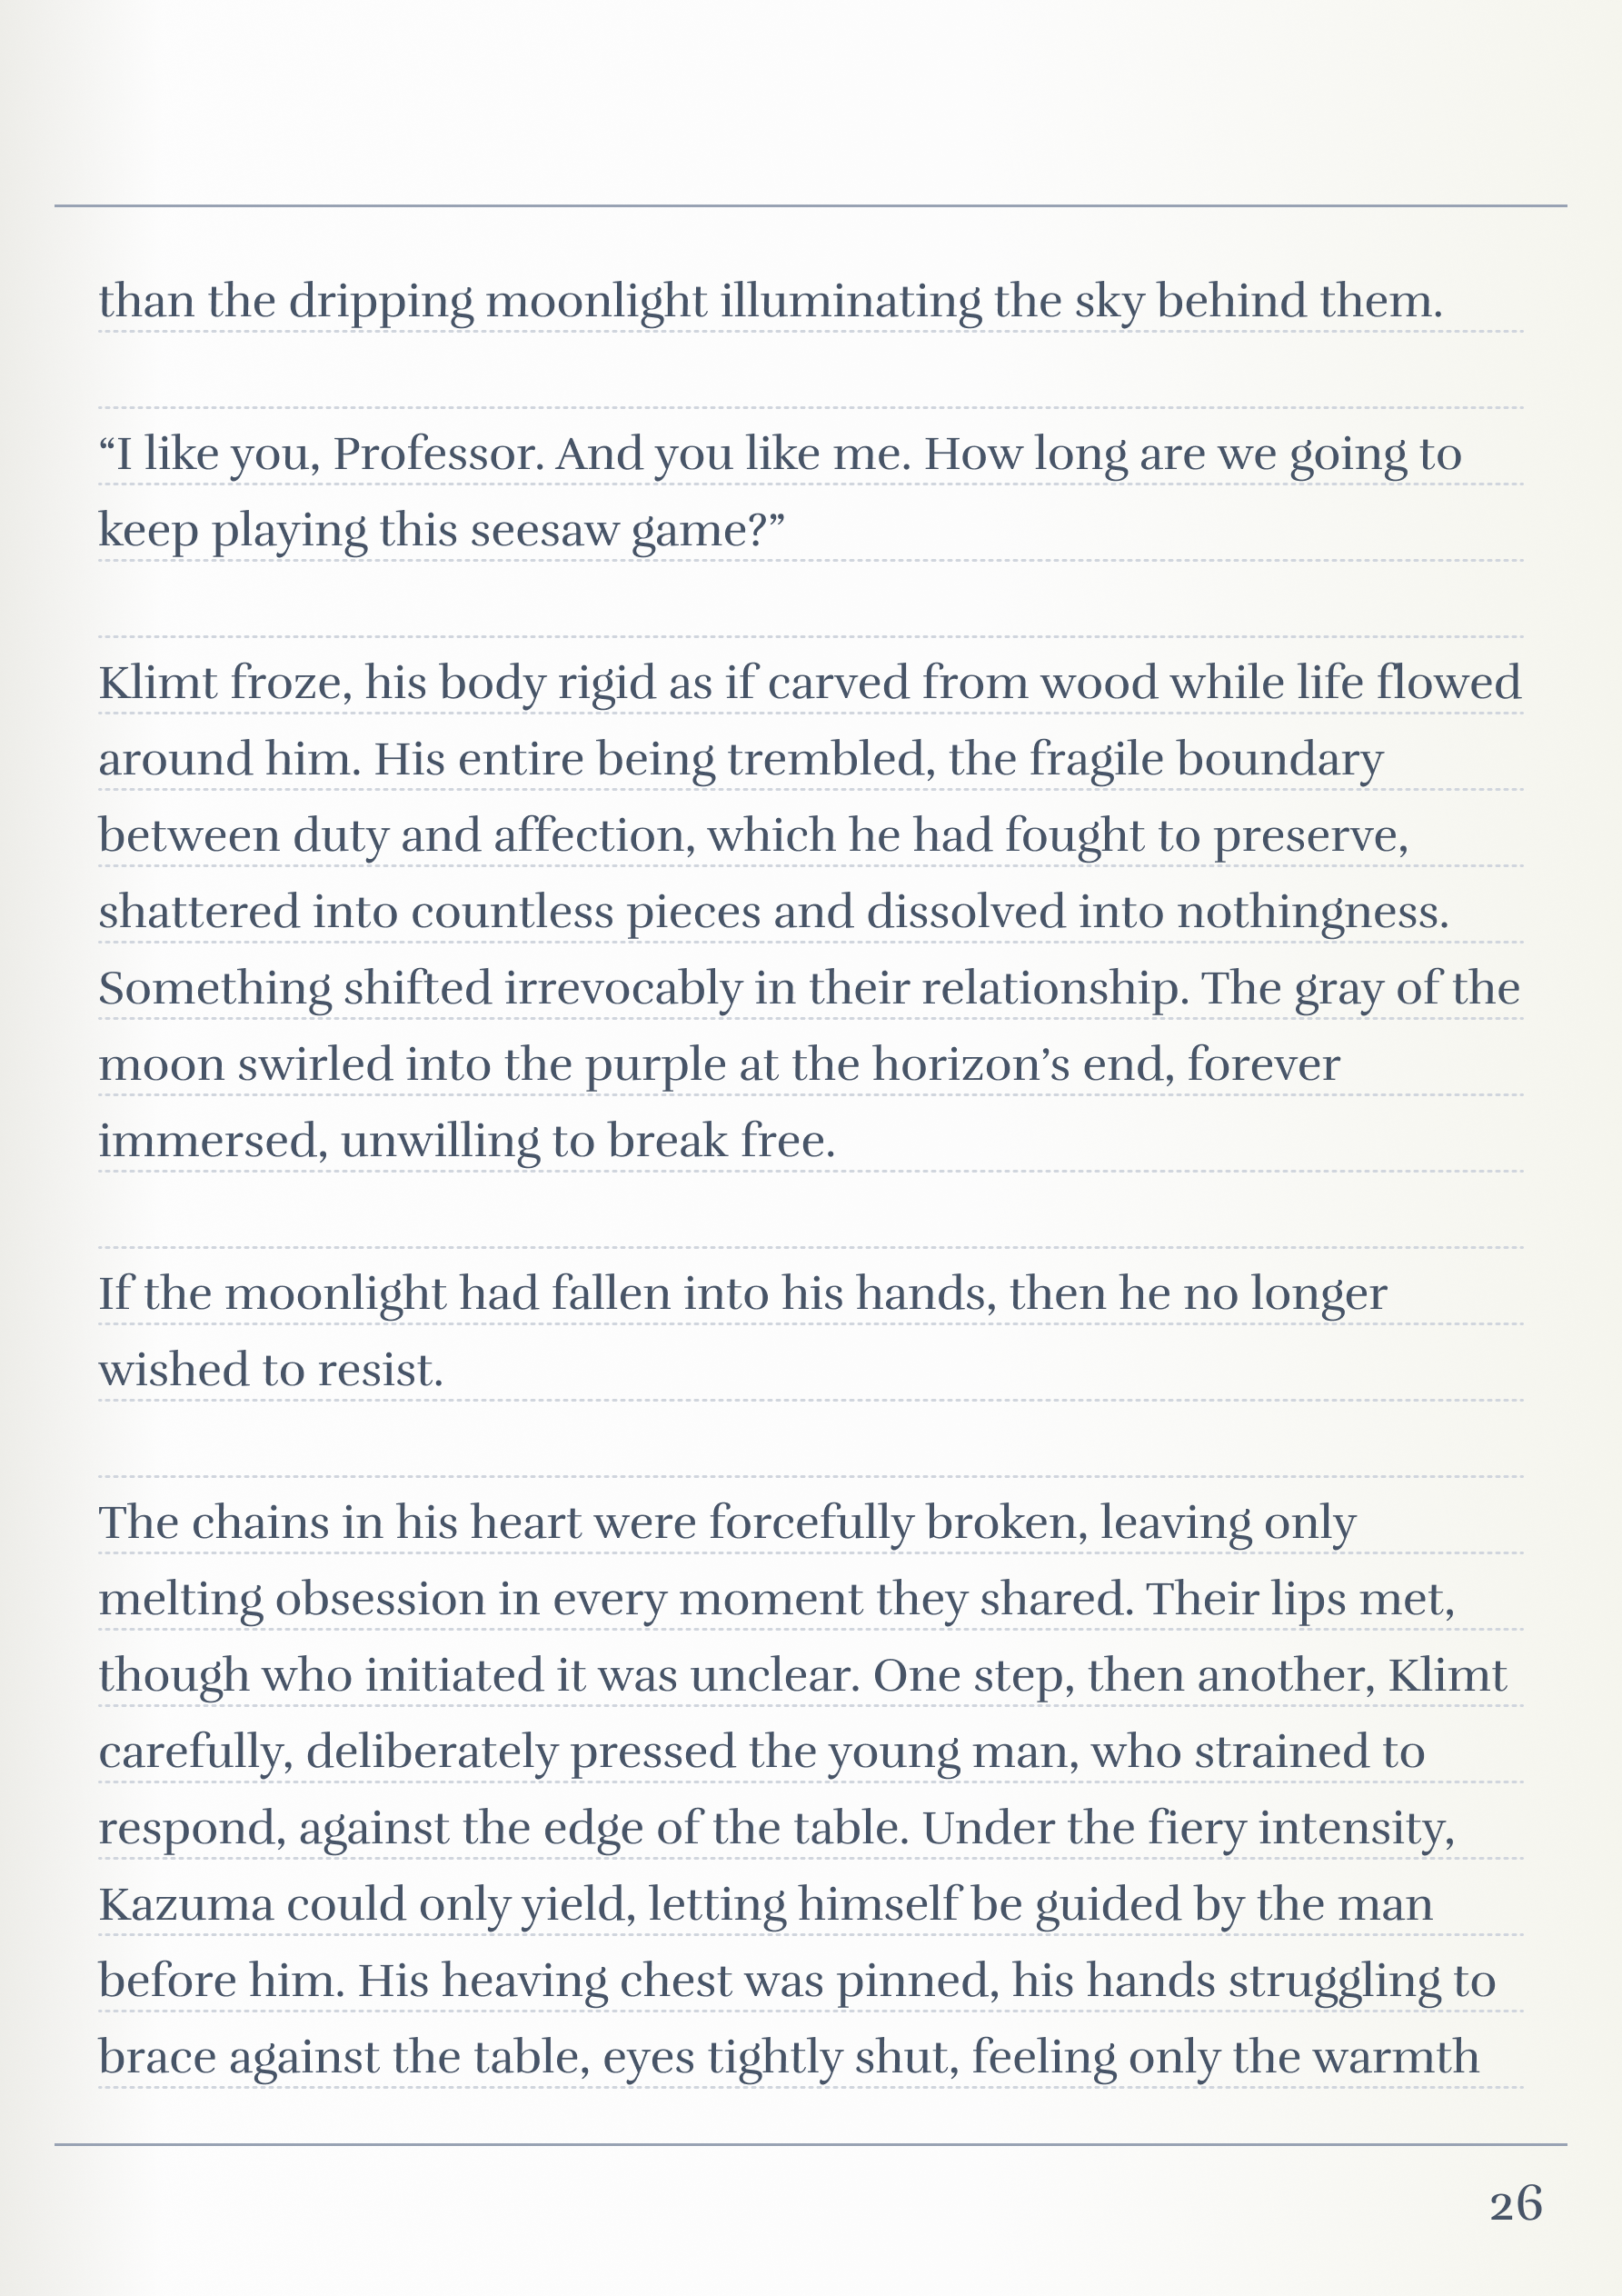 than the dripping moonlight illuminating the sky behind them.
“I like you, Professor. And you like me. How long are we going to
keep playing this seesaw game?”
Klimt froze, his body rigid as if carved from wood while life flowed
around him. His entire being trembled, the fragile boundary
between duty and affection, which he had fought to preserve,
shattered into countless pieces and dissolved into nothingness.
Something shifted irrevocably in their relationship. The gray of the
moon swirled into the purple at the horizon’s end, forever
immersed, unwilling to break free.
If the moonlight had fallen into his hands, then he no longer
wished to resist.
The chains in his heart were forcefully broken, leaving only
melting obsession in every moment they shared. Their lips met,
though who initiated it was unclear. One step, then another, Klimt
carefully, deliberately pressed the young man, who strained to
respond, against the edge of the table. Under the fiery intensity,
Kazuma could only yield, letting himself be guided by the man
before him. His heaving chest was pinned, his hands struggling to
brace against the table, eyes tightly shut, feeling only the warmth
26